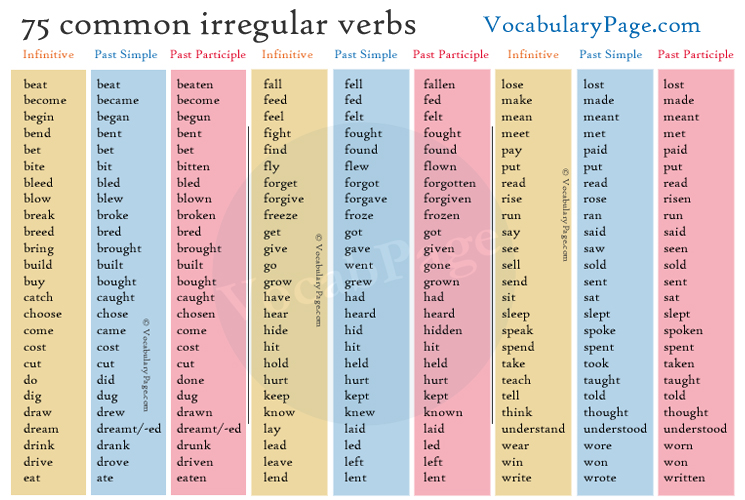 75 common irregular verbs VocabularyPage.com
Infinitive Past Simple Past Participle Infinitive Past Simple Past Participle Infinitive Past Simple Past Participle
beat beat beaten fall fell fallen lose lost lost
become became become feed fed fed make made made
begin began begun feel felt felt mean meant meant
bend bent bent fight fought fought meet met met
bet bet bet find found found pay paid paid
bite bit bitten fly flew flown put put put
bleed bled bled forget forgot forgotten read read read
blow blew blown forgive forgave forgiven rise rose risen
break broke broken freeze froze frozen run ran run
breed bred bred get got got say said said
bring brought brought give gave given see saw seen
build built built go went gone sell sold sold
buy bought bought grow grew grown send sent sent
catch caught caught have had had sit sat sat
choose chose chosen hear heard heard sleep slept slept
come came come hide hid hidden speak spoke spoken
cost cost cost hit hit hit spend spent spent
cut cut cut hold held held take took taken
do did done hurt hurt hurt teach taught taught
dig dug dug keep kept kept tell told told
draw drew drawn know knew known think thought thought
dream dreamt/-ed dreamt/-ed lay laid laid understand understood understood
drink drank drunk lead led led wear wore worn
drive drove driven leave left left win won won
eat ate eaten lend lent lent write wrote written
© VocabularyPage.com
© VocabularyPage.com
© VocabularyPage.com
VocabPage